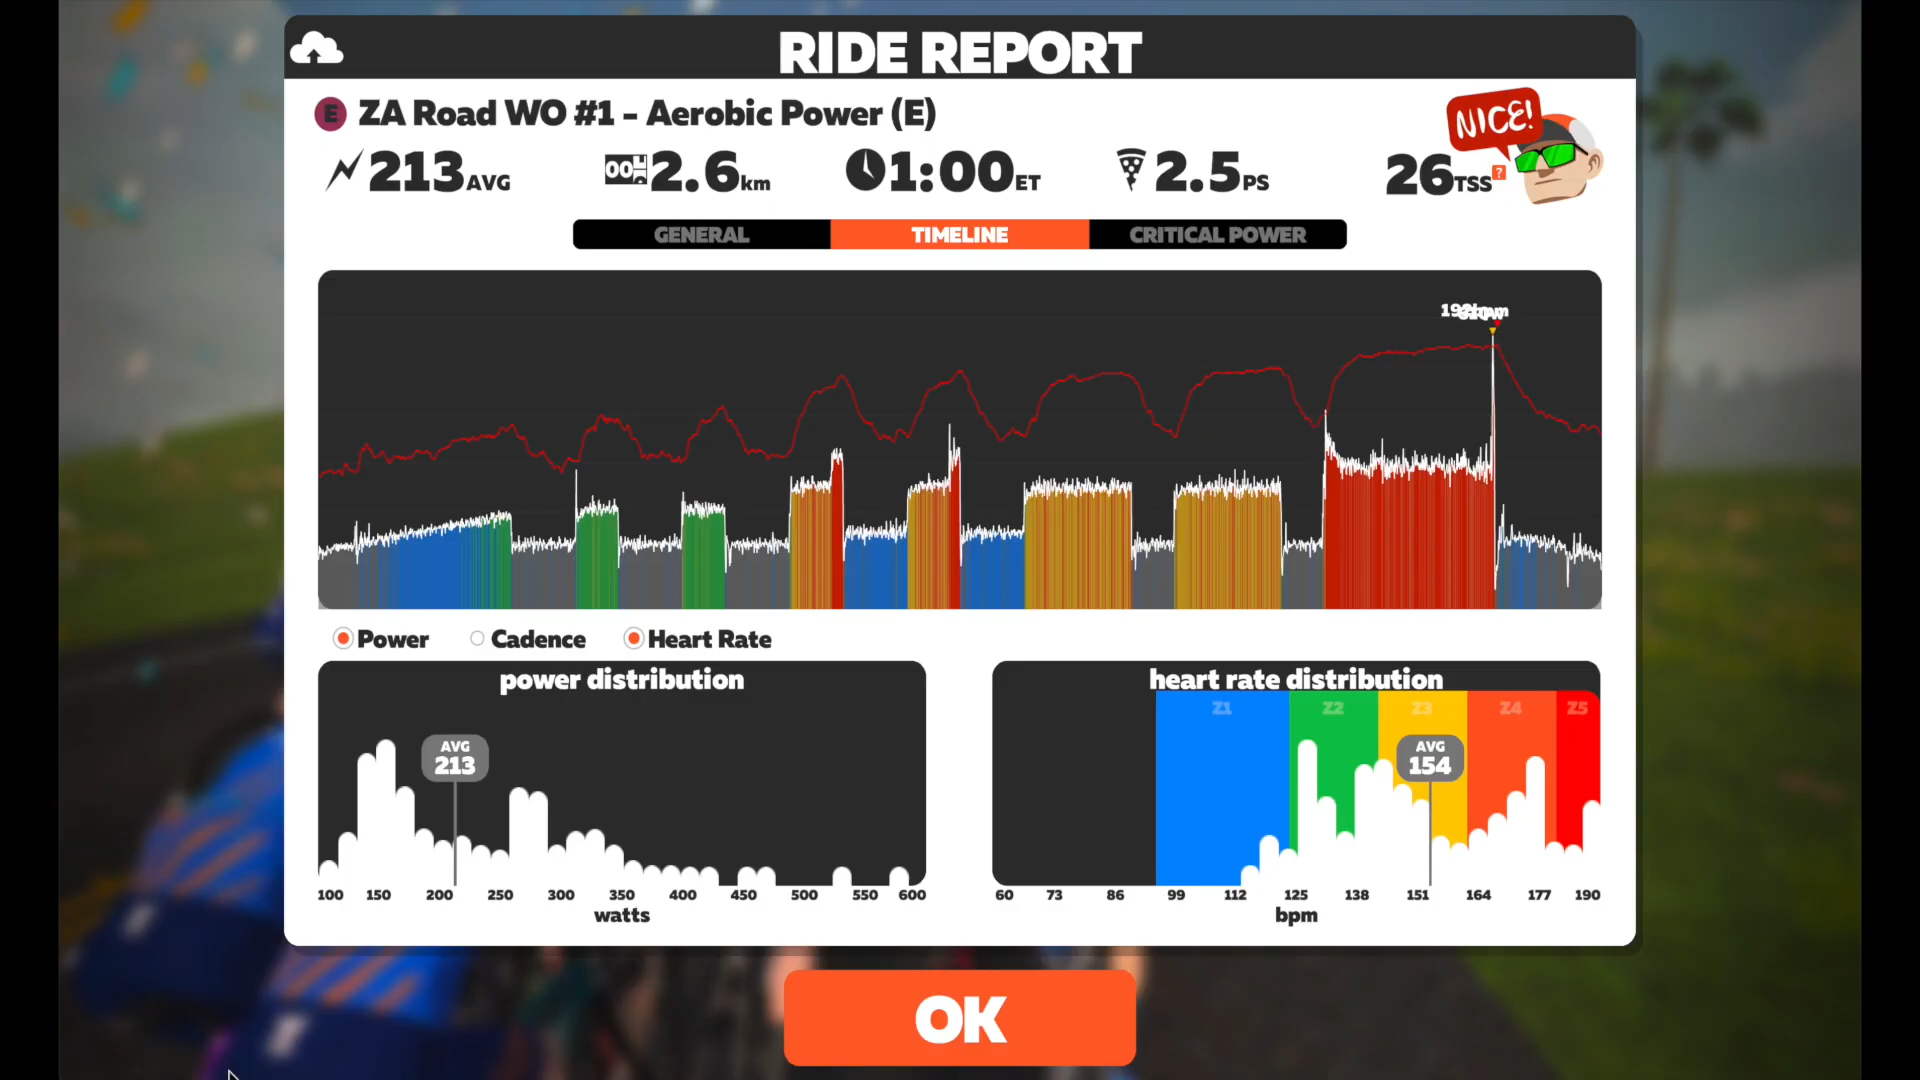 RIDE REPORT
E ZA Road WO #1 - Aerobic Power (E)
NICE!
213AVG 2.6km 1:00ET 2.5PS 26TSS ?
GENERAL TIMELINE CRITICAL POWER
Power Cadence Heart Rate
power distribution
AVG
213
100 150 200 250 300 350 400 450 500 550 600
watts
heart rate distribution
Z1 Z2 Z3 Z4 Z5
AVG
154
60 73 86 99 112 125 138 151 164 177 190
bpm
OK